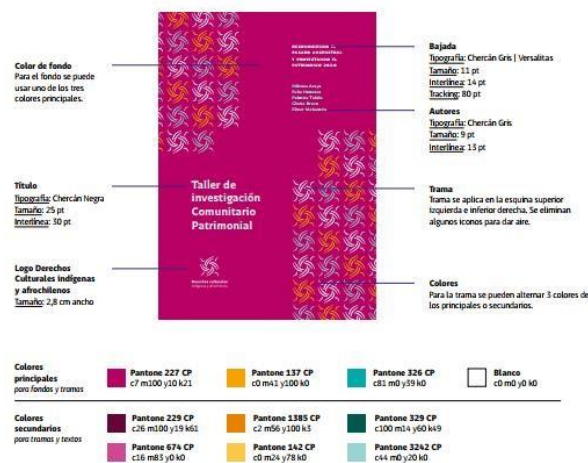 Color de fondo
Para el fondo se puede
usar uno de los tres
colores principales.
Título
Tipografía: Chercán Negra
Tamaño: 25 pt
Interlínea: 30 pt
Logo Derechos
Culturales indígenas
y afrochilenos
Tamaño: 2,8 cm ancho
Taller de
investigación
Comunitario
Patrimonial
Derechos culturales
Bajada
Tipografía: Chercán Gris | Versalitas
Tamaño: 11 pt
Interlínea: 14 pt
Tracking: 80 pt
Autores
Tipografía: Chercán Gris
Tamaño: 9 pt
Interlínea: 13 pt
Trama
Trama se aplica en la esquina superior
izquierda e inferior derecha. Se eliminan
algunos iconos para dar aire.
Colores
Para la trama se pueden alternar 3 colores de
los principales o secundarios.
Colores
principales
para fondos y tramas
Pantone 227 CP
c7 m100 y10 k21
Pantone 137 CP
c0 m41 y100 k0
Pantone 326 CP
c81 m0 y39 k0
Blanco
c0 m0 y0 k0
Colores
secundarios
para tramas y textos
Pantone 229 CP
c26 m100 y19 k61
Pantone 1385 CP
c2 m56 y100 k3
Pantone 329 CP
c100 m14 y60 k49
Pantone 674 CP
c16 m83 y0 k0
Pantone 142 CP
c0 m24 y78 k0
Pantone 3242 CP
c44 m0 y20 k0